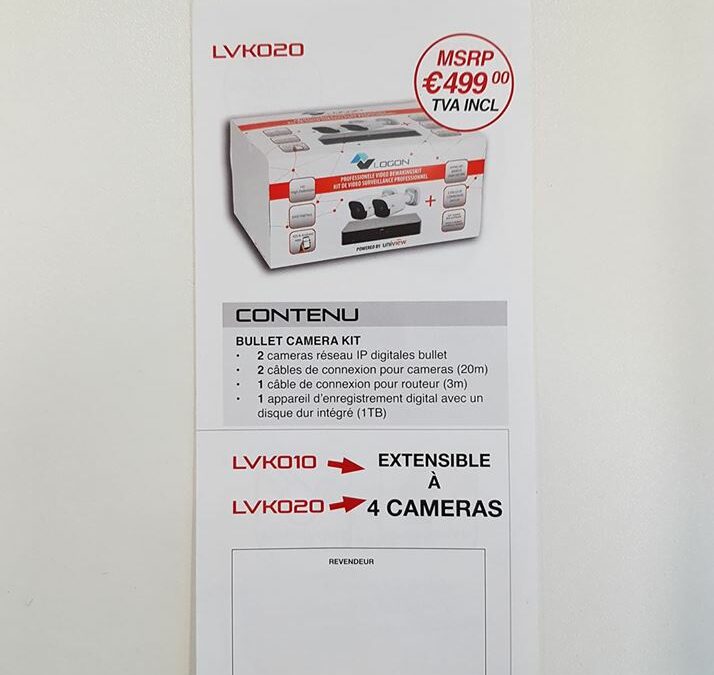 LVK020
MSRP
€499 00
TVA INCL
LOGON
PROFESSIONELE VIDEO BEWAKINGSKIT
KIT DE VIDEO SURVEILLANCE PROFESSIONNEL
+
POWERED BY uniview
CONTENU
BULLET CAMERA KIT
• 2 cameras réseau IP digitales bullet
• 2 câbles de connexion pour cameras (20m)
• 1 câble de connexion pour routeur (3m)
• 1 appareil d'enregistrement digital avec un
disque dur intégré (1TB)
LVK010 EXTENSIBLE
À
LVK020 4 CAMERAS
REVENDEUR